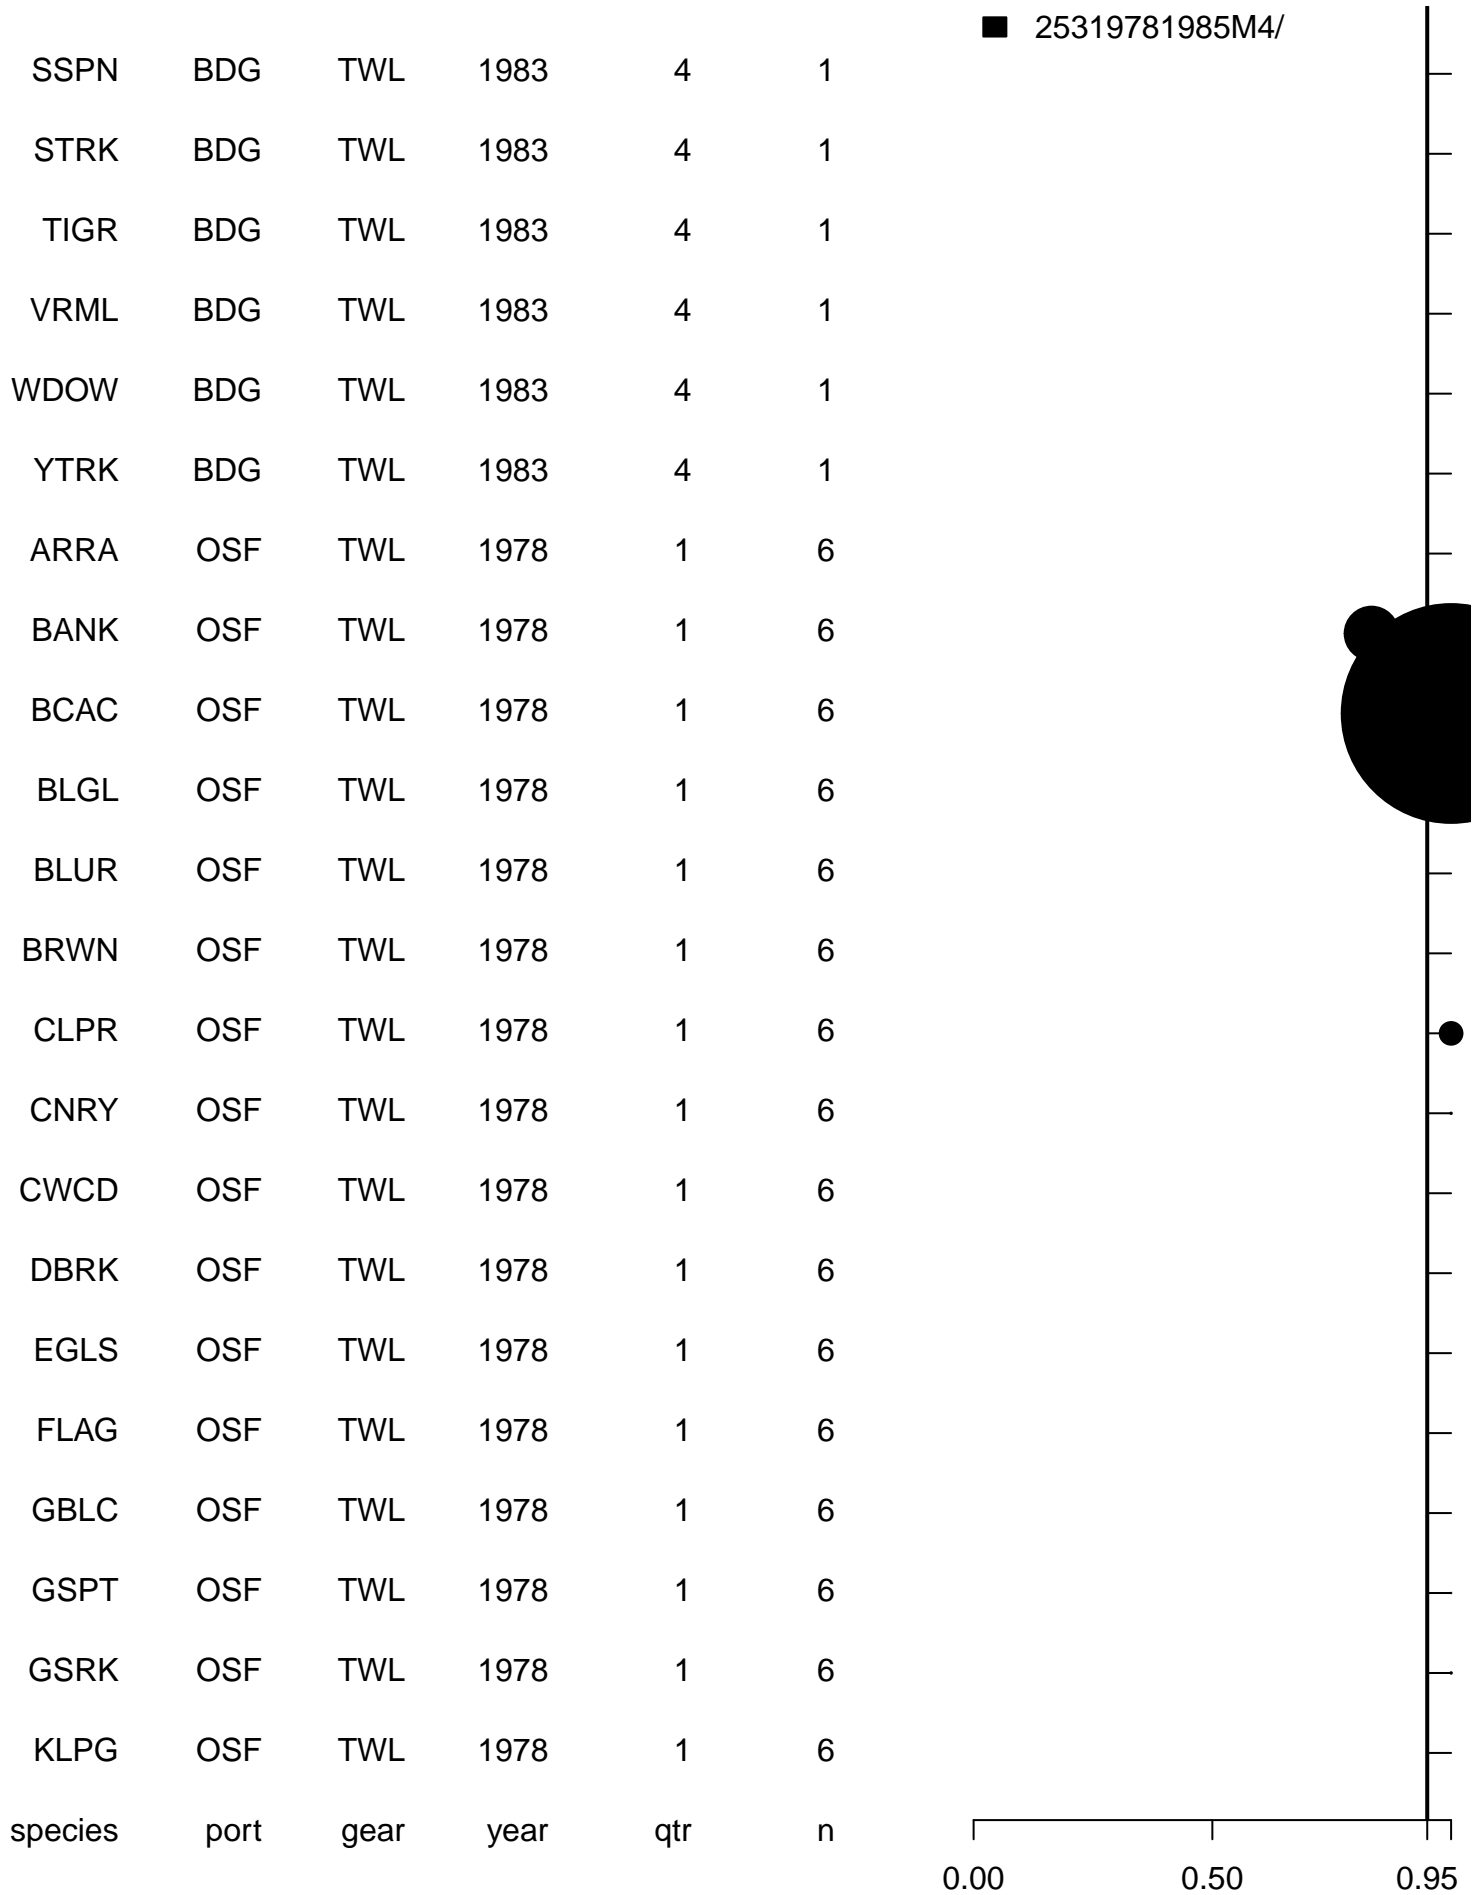 25319781985M4/
SSPN BDG TWL 1983 4 1
STRK BDG TWL 1983 4 1
TIGR BDG TWL 1983 4 1
VRML BDG TWL 1983 4 1
WDOW BDG TWL 1983 4 1
YTRK BDG TWL 1983 4 1
ARRA OSF TWL 1978 1 6
BANK OSF TWL 1978 1 6
BCAC OSF TWL 1978 1 6
BLGL OSF TWL 1978 1 6
BLUR OSF TWL 1978 1 6
BRWN OSF TWL 1978 1 6
CLPR OSF TWL 1978 1 6
CNRY OSF TWL 1978 1 6
CWCD OSF TWL 1978 1 6
DBRK OSF TWL 1978 1 6
EGLS OSF TWL 1978 1 6
FLAG OSF TWL 1978 1 6
GBLC OSF TWL 1978 1 6
GSPT OSF TWL 1978 1 6
GSRK OSF TWL 1978 1 6
KLPG OSF TWL 1978 1 6
species port gear year qtr n
0.00 0.50 0.95